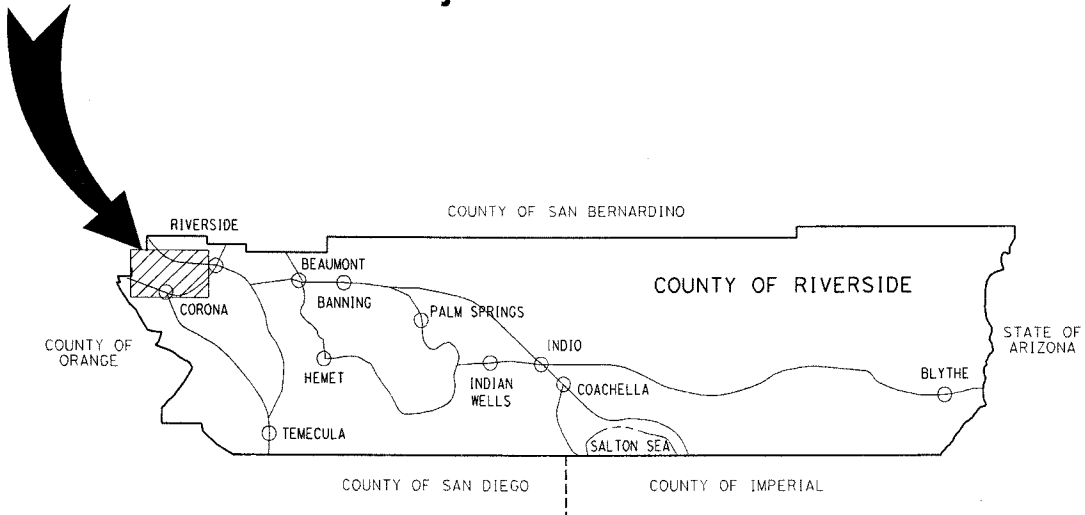 COUNTY OF SAN BERNARDINO
RIVERSIDE
BEAUMONT
COUNTY OF RIVERSIDE
BANNING
CORONA
PALM SPRINGS
STATE OF
ARIZONA
COUNTY OF
ORANGE
INDIO
HEMET
BLYTHE
INDIAN
WELLS
COACHELLA
TEMECULA
SALTON SEA
COUNTY OF SAN DIEGO
COUNTY OF IMPERIAL